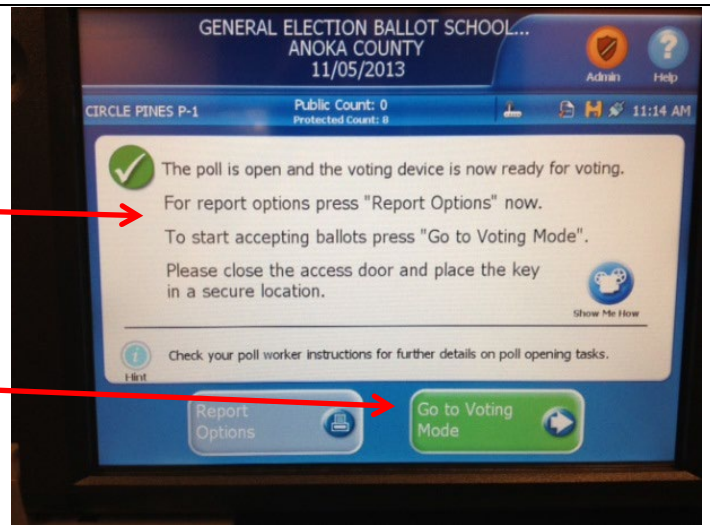 GENERAL ELECTION BALLOT SCHOOL...
ANOKA COUNTY
11/05/2013
Admin
Help
CIRCLE PINES P-1
Public Count: 0
Protected Count: 8
11:14 AM
The poll is open and the voting device is now ready for voting.
For report options press "Report Options" now.
To start accepting ballots press "Go to Voting Mode".
Please close the access door and place the key
in a secure location.
Show Me How
Hint
Check your poll worker instructions for further details on poll opening tasks.
Report
Options
Go to Voting
Mode